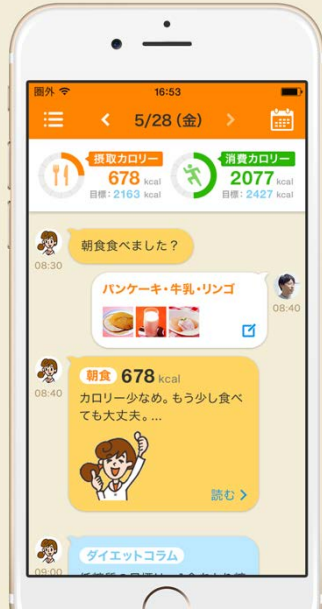 圏外 16:53
5/28 (金)
摂取カロリー
678 kcal
目標: 2163 kcal
消費カロリー
2077 kcal
目標: 2427 kcal
朝食食べました？
08:30
パンケーキ・牛乳・リンゴ
08:40
朝食 678 kcal
08:40
カロリー少なめ。もう少し食べ
ても大丈夫。...
読む
ダイエットコラム
09:00